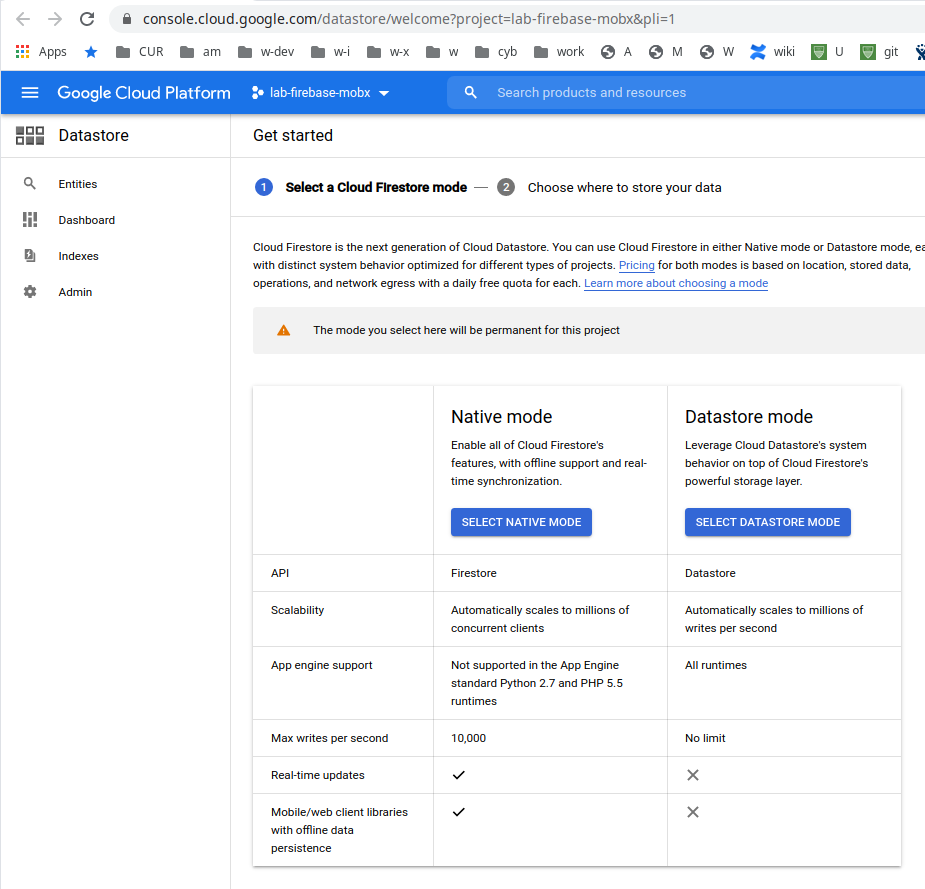 console.cloud.google.com/datastore/welcome?project=lab-firebase-mobx&pli=1
Apps CUR am w-dev w-i w-x w cyb work A M W wiki U git
Google Cloud Platform lab-firebase-mobx Search products and resources
Datastore
Get started
Entities
Dashboard
Indexes
Admin
1 Select a Cloud Firestore mode — 2 Choose where to store your data
Cloud Firestore is the next generation of Cloud Datastore. You can use Cloud Firestore in either Native mode or Datastore mode,
with distinct system behavior optimized for different types of projects. Pricing for both modes is based on location, stored data,
operations, and network egress with a daily free quota for each. Learn more about choosing a mode
The mode you select here will be permanent for this project
Native mode
Enable all of Cloud Firestore's
features, with offline support and real-
time synchronization.
SELECT NATIVE MODE
Datastore mode
Leverage Cloud Datastore's system
behavior on top of Cloud Firestore's
powerful storage layer.
SELECT DATASTORE MODE
API Firestore Datastore
Scalability
Automatically scales to millions of
concurrent clients
Automatically scales to millions of
writes per second
App engine support
Not supported in the App Engine
standard Python 2.7 and PHP 5.5
runtimes
All runtimes
Max writes per second 10,000 No limit
Real-time updates
Mobile/web client libraries
with offline data
persistence